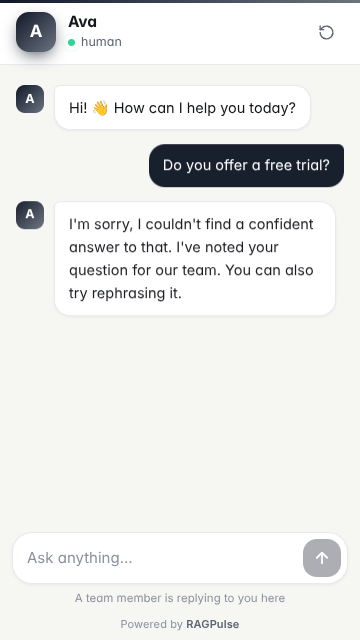 A
Ava
human
A
Hi! 👋 How can I help you today?
Do you offer a free trial?
A
I'm sorry, I couldn't find a confident
answer to that. I've noted your
question for our team. You can also
try rephrasing it.
Ask anything...
A team member is replying to you here
Powered by RAGPulse